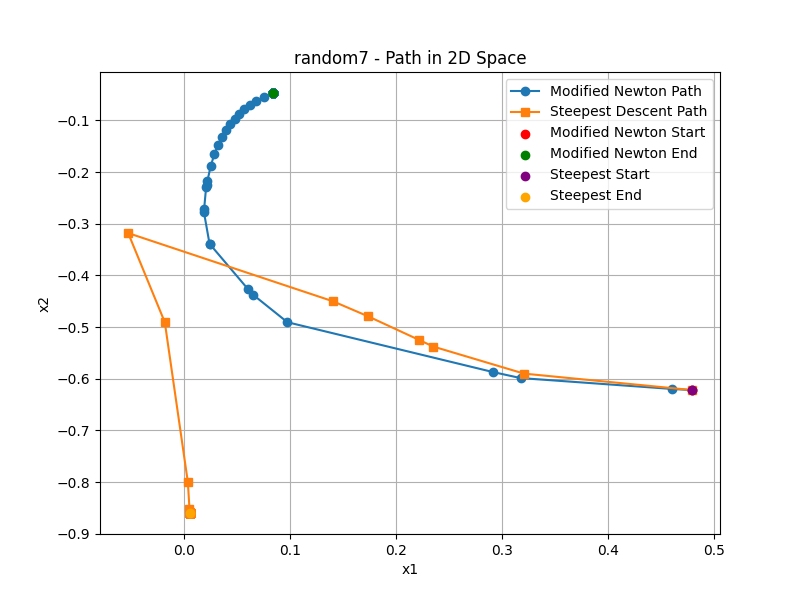 random7 - Path in 2D Space
Modified Newton Path
Steepest Descent Path
Modified Newton Start
Modified Newton End
Steepest Start
Steepest End
−0.1
−0.2
−0.3
−0.4
−0.5
−0.6
−0.7
−0.8
−0.9
x2
0.0 0.1 0.2 0.3 0.4 0.5
x1